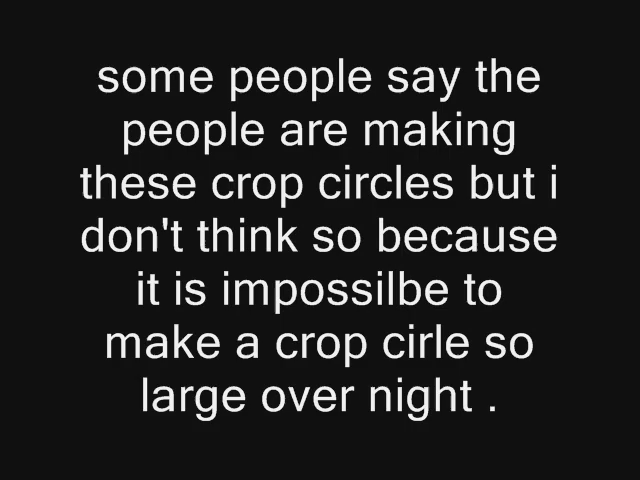 some people say the
people are making
these crop circles but i
don't think so because
it is impossilbe to
make a crop cirle so
large over night .